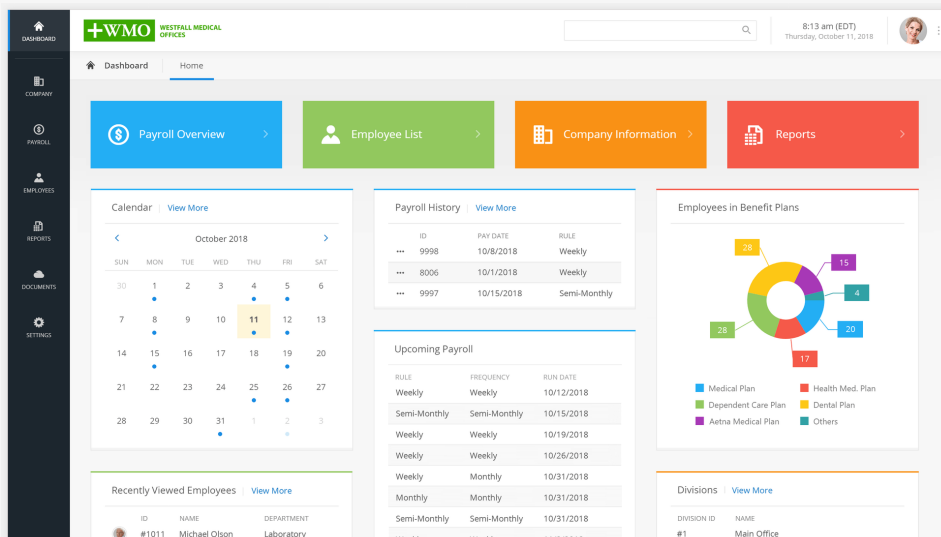 DASHBOARD
COMPANY
PAYROLL
EMPLOYEES
REPORTS
DOCUMENTS
SETTINGS
WMO WESTFALL MEDICAL
OFFICES
8:13 am (EDT)
Thursday, October 11, 2018
Dashboard Home
Payroll Overview
Employee List
Company Information
Reports
Calendar View More
October 2018
SUN MON TUE WED THU FRI SAT
30 1 2 3 4 5 6
7 8 9 10 11 12 13
14 15 16 17 18 19 20
21 22 23 24 25 26 27
28 29 30 31 1 2 3
Payroll History View More
ID PAY DATE RULE
9998 10/8/2018 Weekly
8006 10/1/2018 Weekly
9997 10/15/2018 Semi-Monthly
Upcoming Payroll
RULE FREQUENCY RUN DATE
Weekly Weekly 10/12/2018
Semi-Monthly Semi-Monthly 10/15/2018
Weekly Weekly 10/19/2018
Weekly Weekly 10/26/2018
Weekly Monthly 10/31/2018
Monthly Monthly 10/31/2018
Semi-Monthly Semi-Monthly 10/31/2018
Employees in Benefit Plans
28
15
4
28
20
17
Medical Plan Health Med. Plan
Dependent Care Plan Dental Plan
Aetna Medical Plan Others
Recently Viewed Employees View More
ID NAME DEPARTMENT
#1011 Michael Olson Laboratory
Divisions View More
DIVISION ID NAME
#1 Main Office